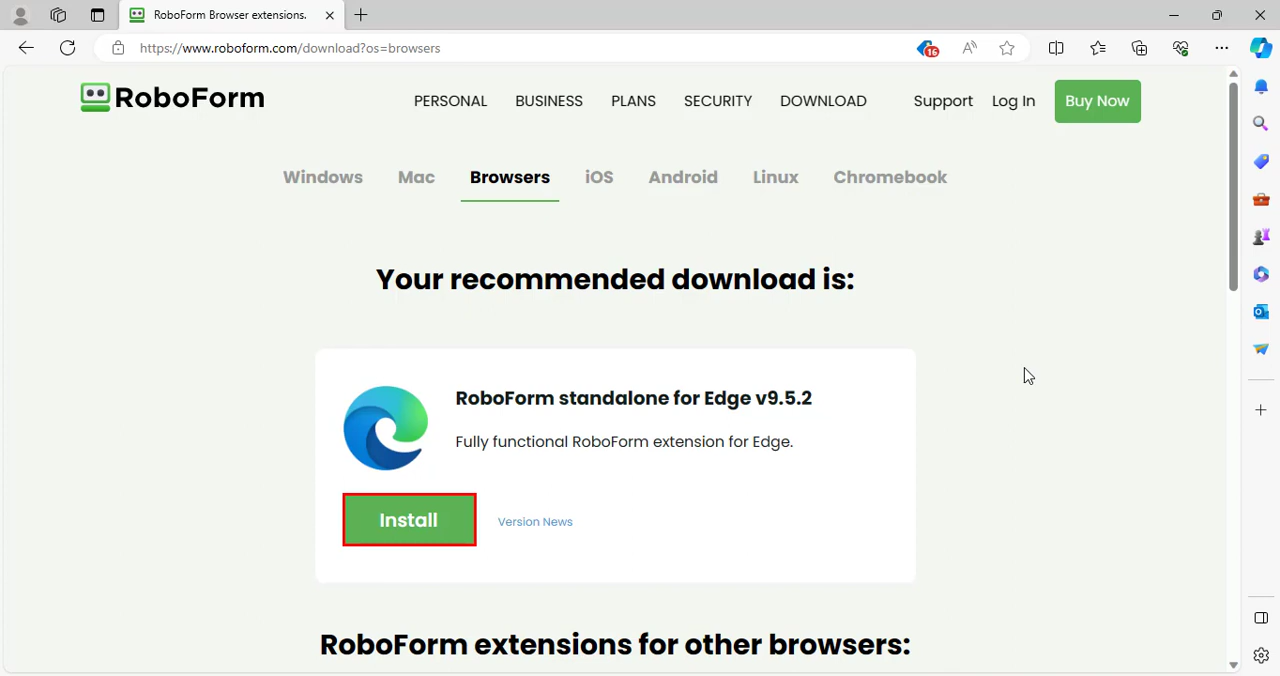 RoboForm Browser extensions.
https://www.roboform.com/download?os=browsers
16
RoboForm
PERSONAL BUSINESS PLANS SECURITY DOWNLOAD Support Log In Buy Now
Windows Mac Browsers iOS Android Linux Chromebook
Your recommended download is:
RoboForm standalone for Edge v9.5.2
Fully functional RoboForm extension for Edge.
Install Version News
RoboForm extensions for other browsers: